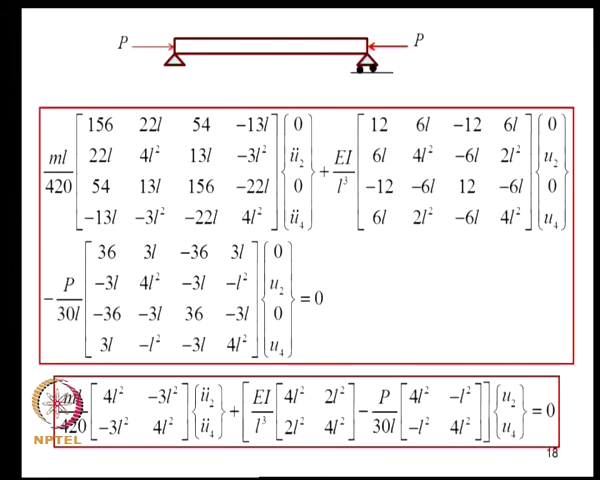 P P
ml/420 [156 22l 54 −13l; 22l 4l² 13l −3l²; 54 13l 156 −22l; −13l −3l² −22l 4l²] {0; ü₂; 0; ü₄} + EI/l³ [12 6l −12 6l; 6l 4l² −6l 2l²; −12 −6l 12 −6l; 6l 2l² −6l 4l²] {0; u₂; 0; u₄}
− P/30l [36 3l −36 3l; −3l 4l² −3l −l²; −36 −3l 36 −3l; 3l −l² −3l 4l²] {0; u₂; 0; u₄} = 0
ml/420 [4l² −3l²; −3l² 4l²] {ü₂; ü₄} + [EI/l³ [4l² 2l²; 2l² 4l²] − P/30l [4l² −l²; −l² 4l²]] {u₂; u₄} = 0
NPTEL
18